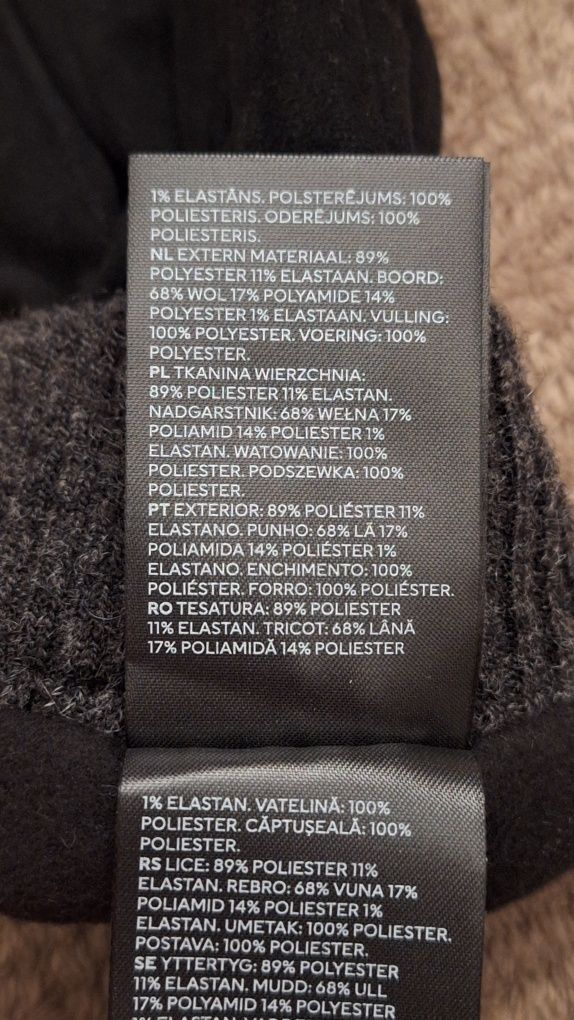 1% ELASTĀNS. POLSTERĒJUMS: 100%
POLIESTERIS. ODERĒJUMS: 100%
POLIESTERIS.
NL EXTERN MATERIAAL: 89%
POLYESTER 11% ELASTAAN. BOORD:
68% WOL 17% POLYAMIDE 14%
POLYESTER 1% ELASTAAN. VULLING:
100% POLYESTER. VOERING: 100%
POLYESTER.
PL TKANINA WIERZCHNIA:
89% POLIESTER 11% ELASTAN.
NADGARSTNIK: 68% WEŁNA 17%
POLIAMID 14% POLIESTER 1%
ELASTAN. WATOWANIE: 100%
POLIESTER. PODSZEWKA: 100%
POLIESTER.
PT EXTERIOR: 89% POLIÉSTER 11%
ELASTANO. PUNHO: 68% LÃ 17%
POLIAMIDA 14% POLIÉSTER 1%
ELASTANO. ENCHIMENTO: 100%
POLIÉSTER. FORRO: 100% POLIÉSTER.
RO TESATURA: 89% POLIESTER
11% ELASTAN. TRICOT: 68% LÂNĂ
17% POLIAMIDĂ 14% POLIESTER
1% ELASTAN. VATELINĂ: 100%
POLIESTER. CĂPTUȘEALĂ: 100%
POLIESTER.
RS LICE: 89% POLIESTER 11%
ELASTAN. REBRO: 68% VUNA 17%
POLIAMID 14% POLIESTER 1%
ELASTAN. UMETAK: 100% POLIESTER.
POSTAVA: 100% POLIESTER.
SE YTTERTYG: 89% POLYESTER
11% ELASTAN. MUDD: 68% ULL
17% POLYAMID 14% POLYESTER